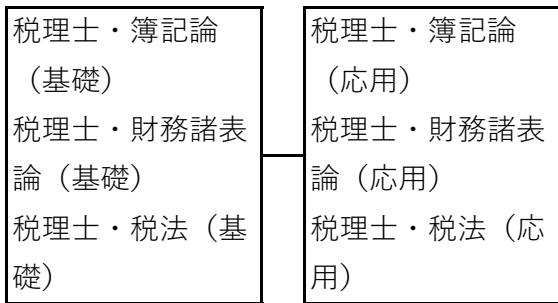 税理士・簿記論
（基礎）
税理士・財務諸表
論（基礎）
税理士・税法（基
礎）
税理士・簿記論
（応用）
税理士・財務諸表
論（応用）
税理士・税法（応
用）